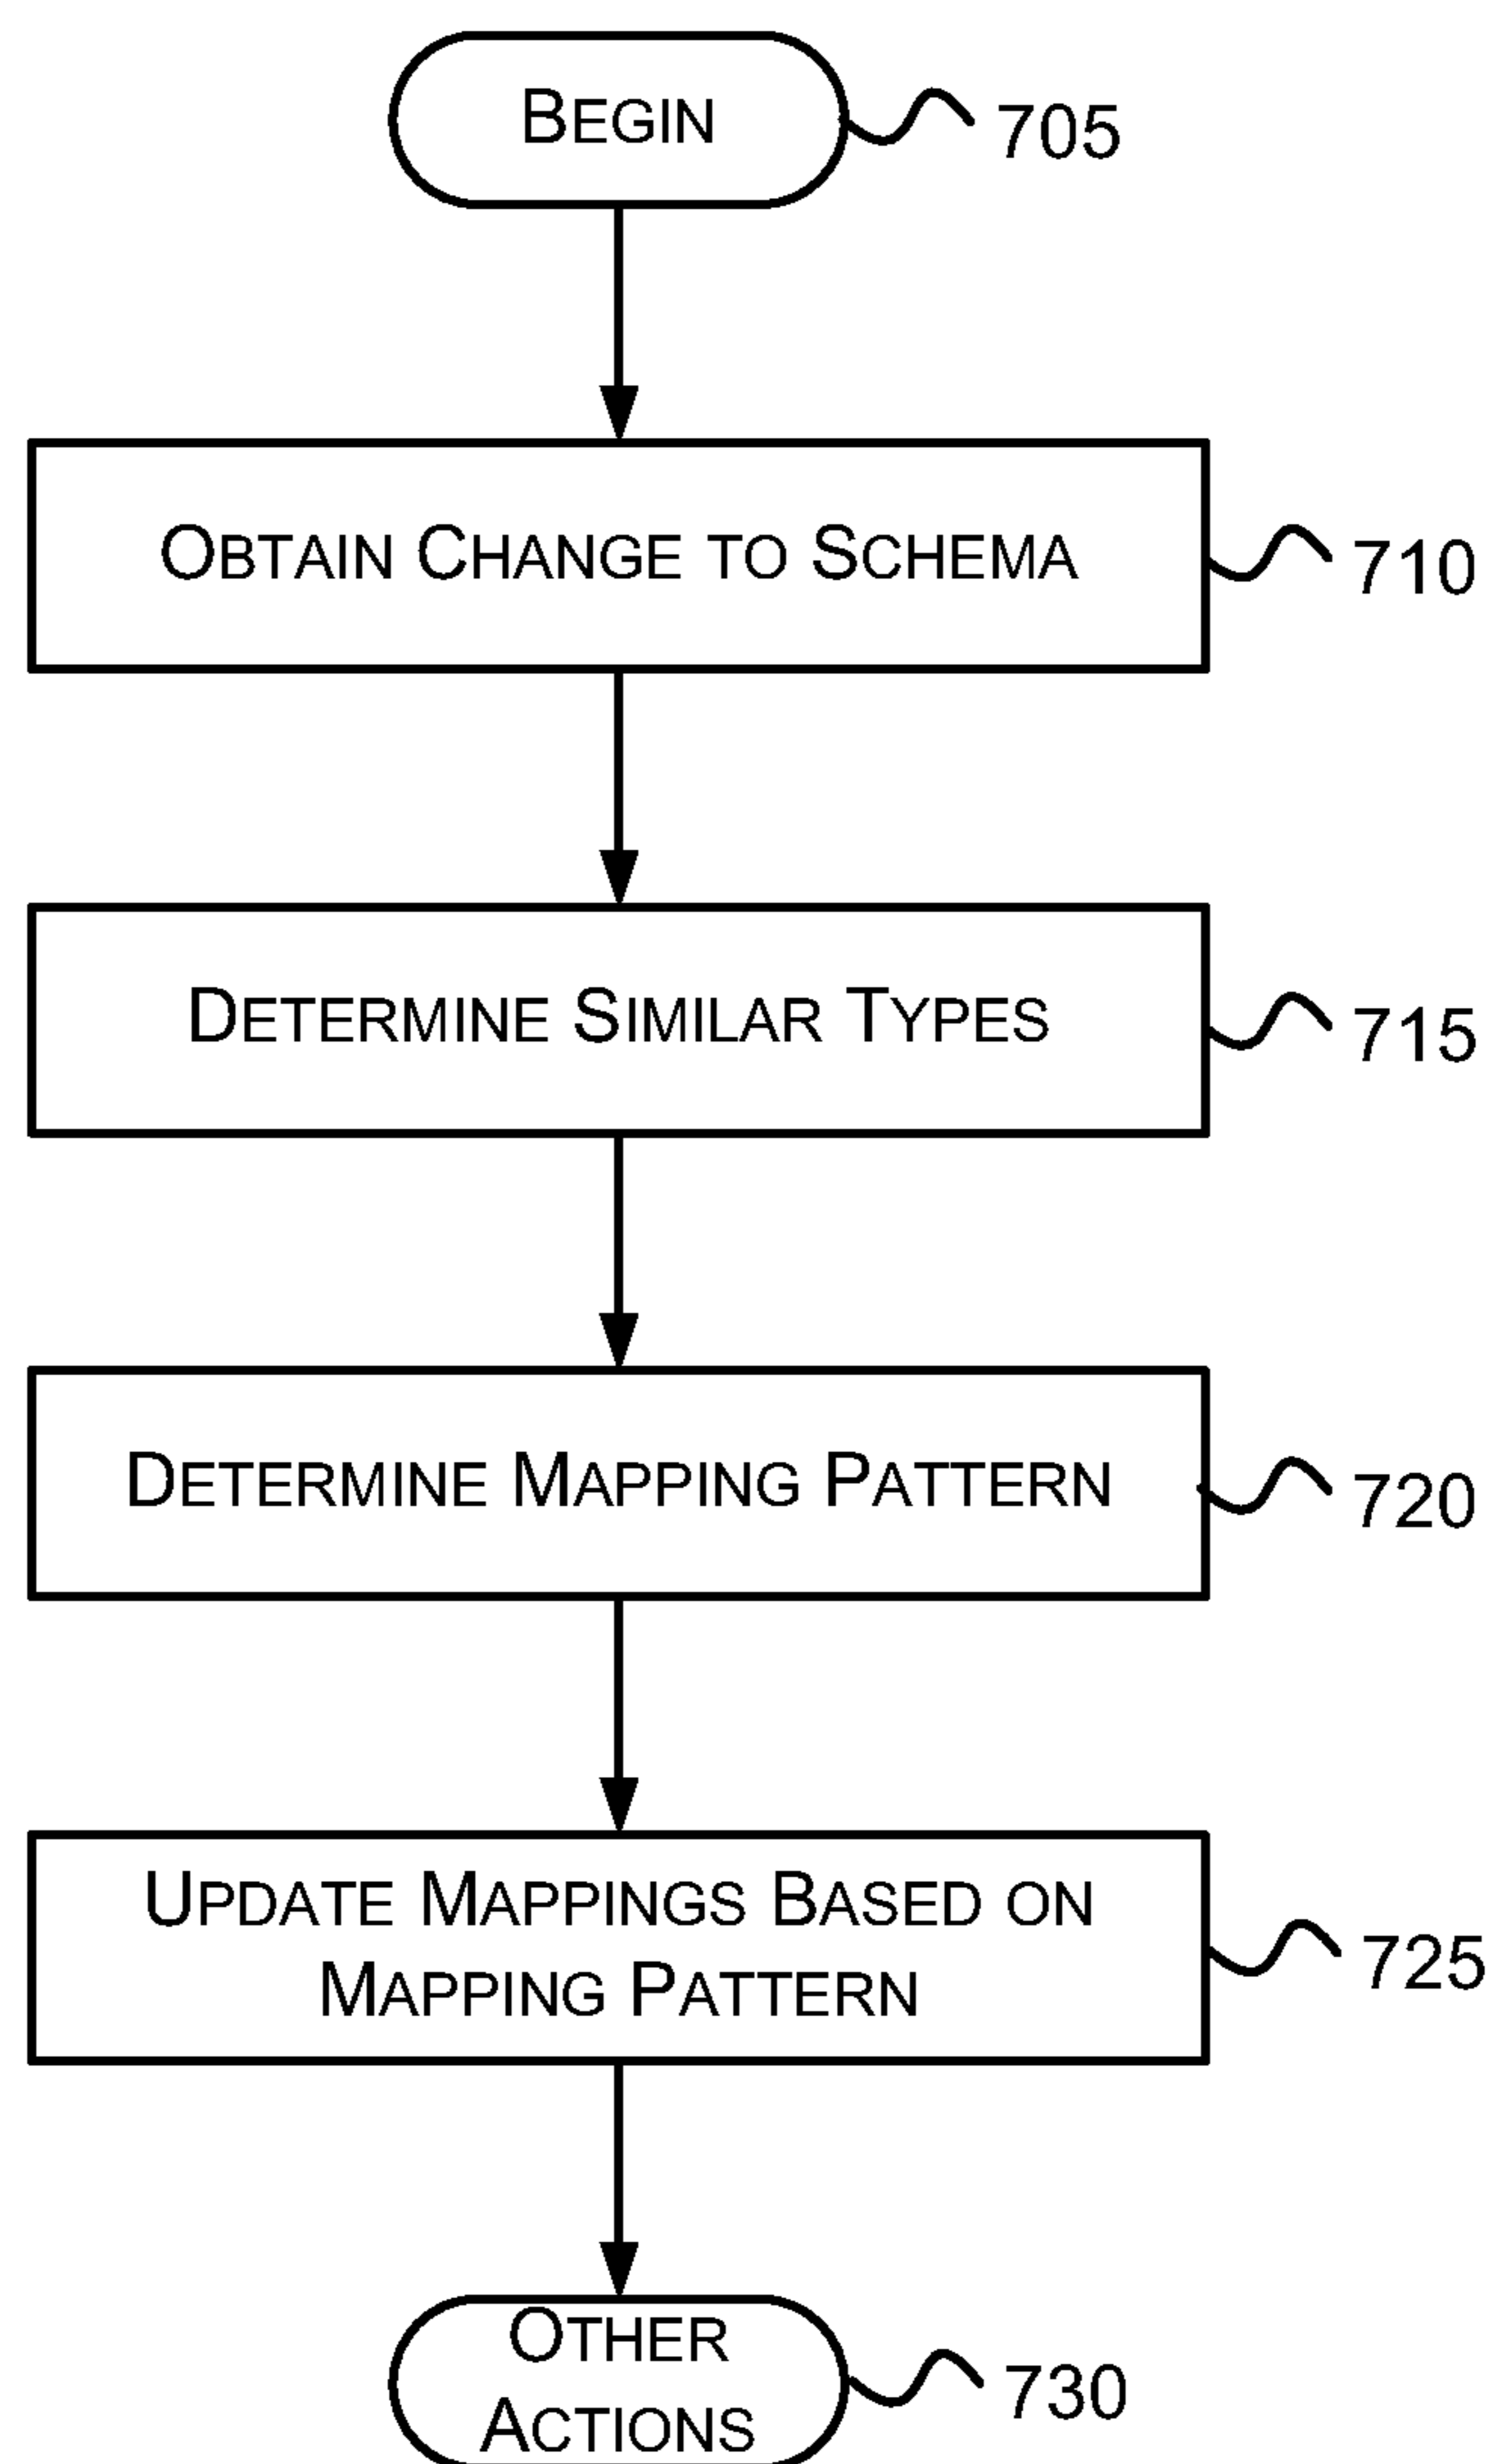 BEGIN
705
OBTAIN CHANGE TO SCHEMA
710
DETERMINE SIMILAR TYPES
715
DETERMINE MAPPING PATTERN
720
UPDATE MAPPINGS BASED ON
MAPPING PATTERN
725
OTHER
ACTIONS
730